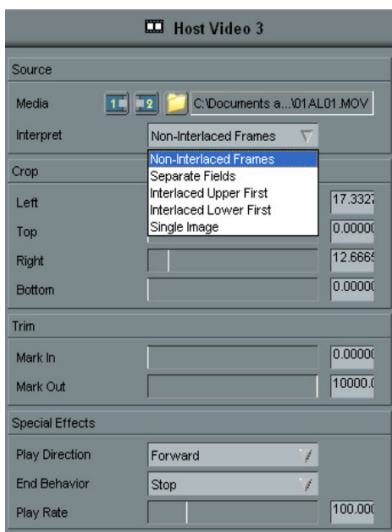 Host Video 3
Source
Media 1 2 C:\Documents a...\01AL01.MOV
Interpret Non-Interlaced Frames
Non-Interlaced Frames
Separate Fields
Interlaced Upper First
Interlaced Lower First
Single Image
Crop
Left 17.3327
Top 0.00000
Right 12.6665
Bottom 0.00000
Trim
Mark In 0.00000
Mark Out 10000.0
Special Effects
Play Direction Forward
End Behavior Stop
Play Rate 100.000